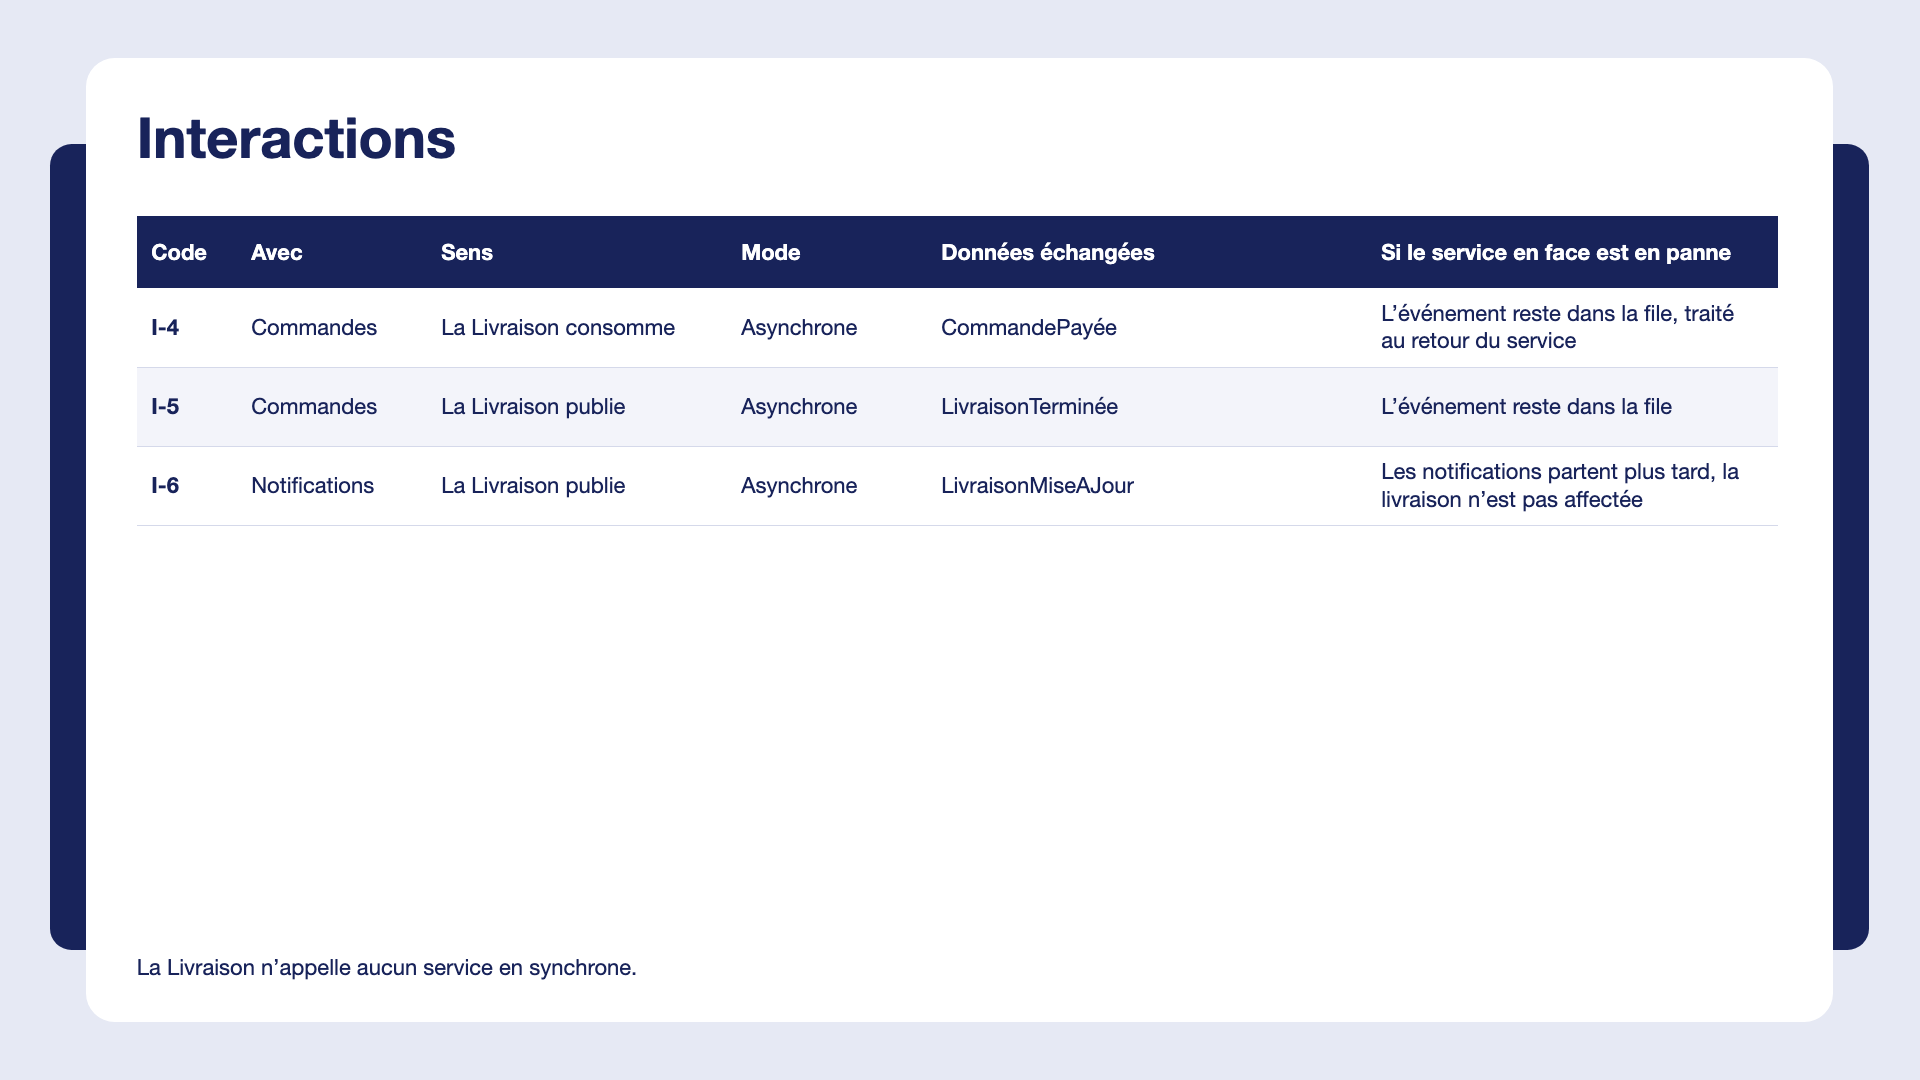 Interactions
Code Avec Sens Mode Données échangées Si le service en face est en panne
I-4 Commandes La Livraison consomme Asynchrone CommandePayée L’événement reste dans la file, traité
au retour du service
I-5 Commandes La Livraison publie Asynchrone LivraisonTerminée L’événement reste dans la file
I-6 Notifications La Livraison publie Asynchrone LivraisonMiseAJour Les notifications partent plus tard, la
livraison n’est pas affectée
La Livraison n’appelle aucun service en synchrone.